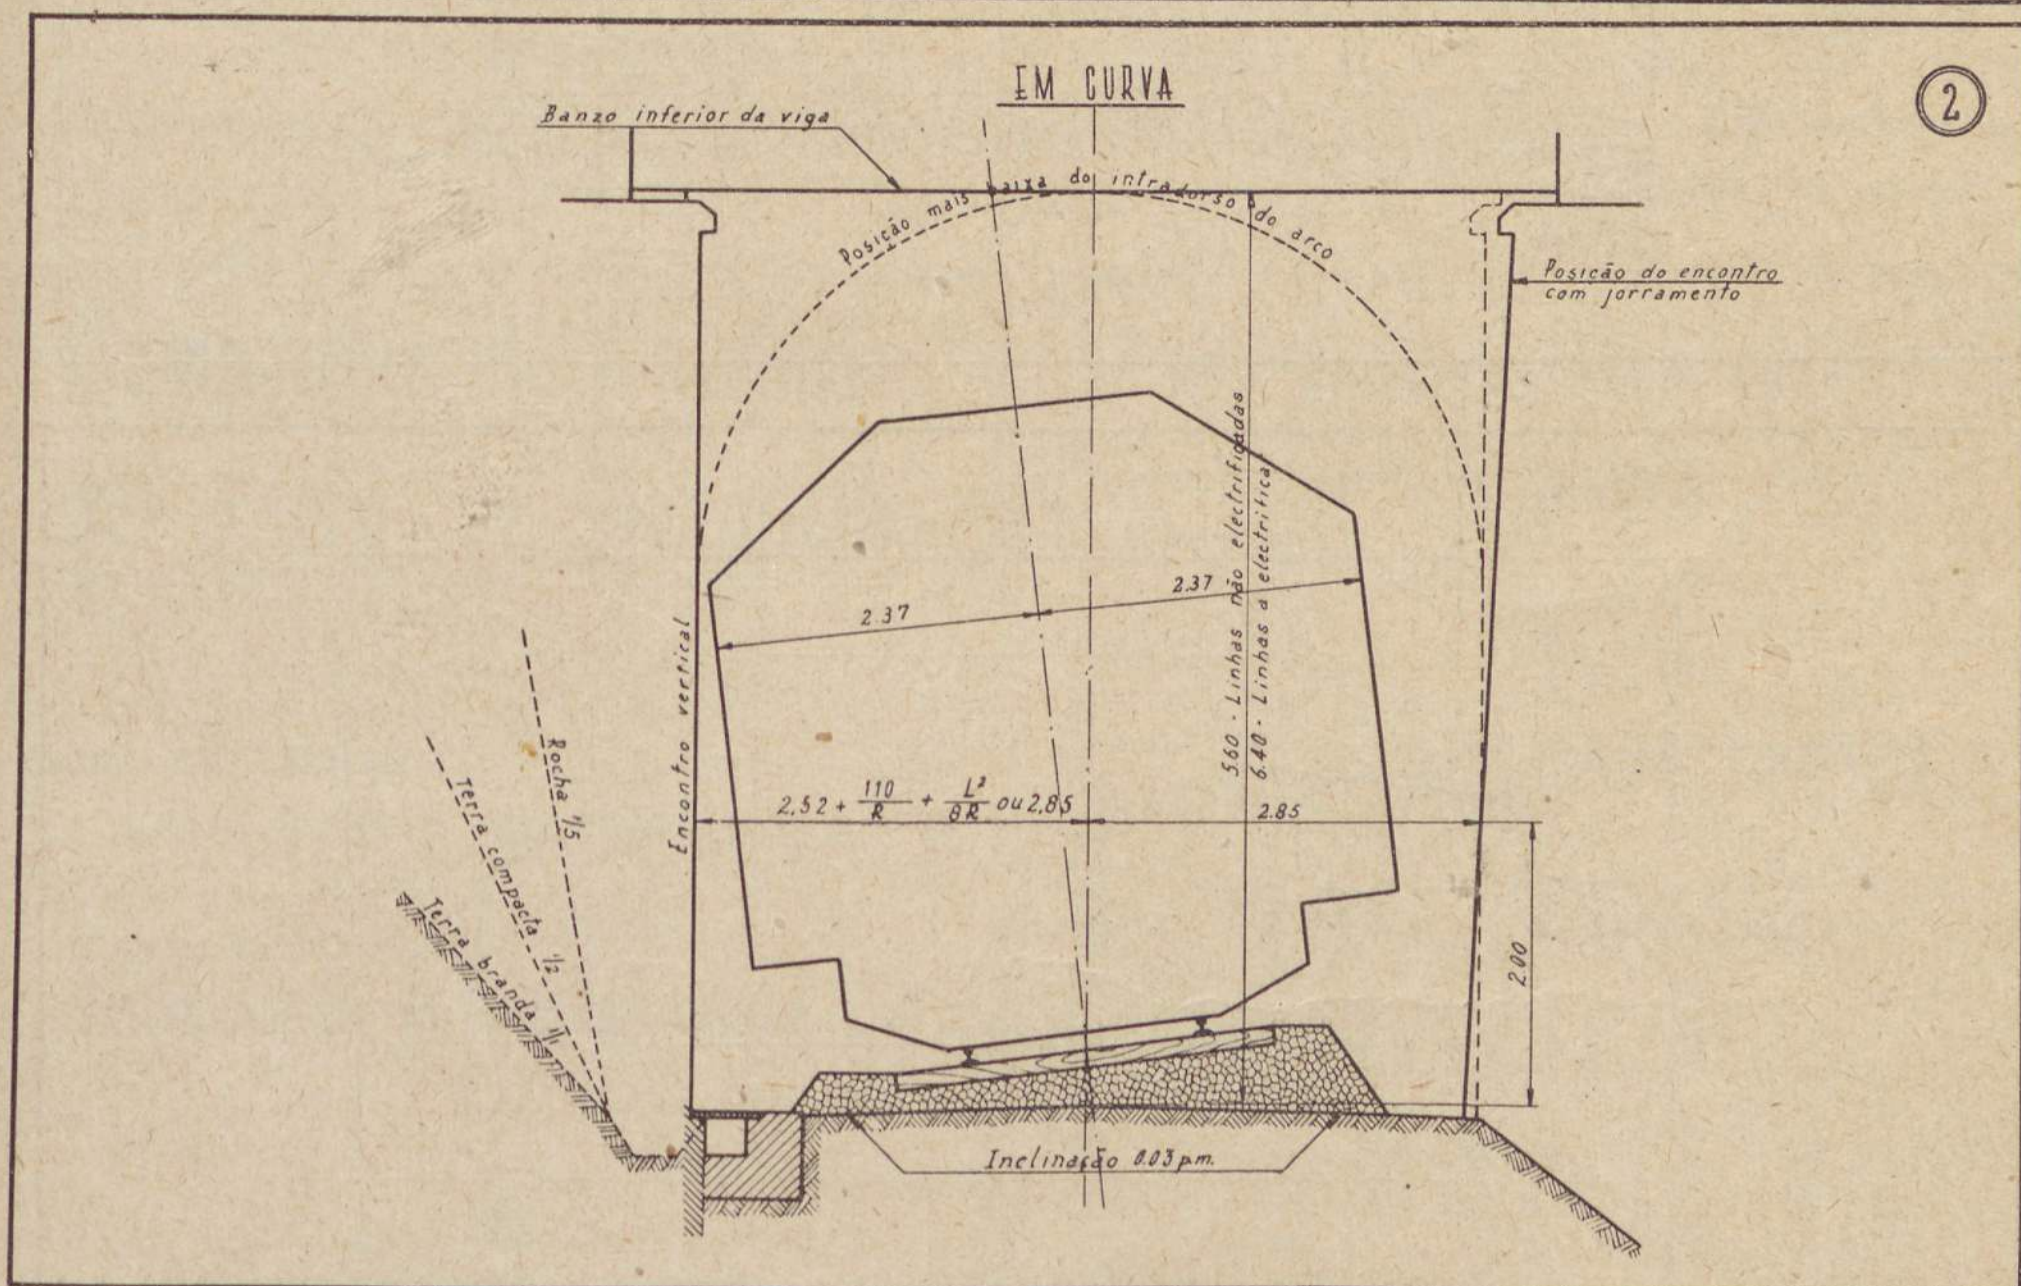 EM CURVA
2
Banzo inferior da viga
Posição mais baixa do intradorso do arco
Posição do encontro
com jorramento
5.60 - Linhas não electrificadas
6.40 - Linhas a electrificar
2.37
2.37
Encontro vertical
Rocha 1/5
Terra compacta 1/2
Terra branda 1/1
2,52 + 110/R + L²/8R ou 2,85
2.85
2.00
Inclinação 0.03 p.m.